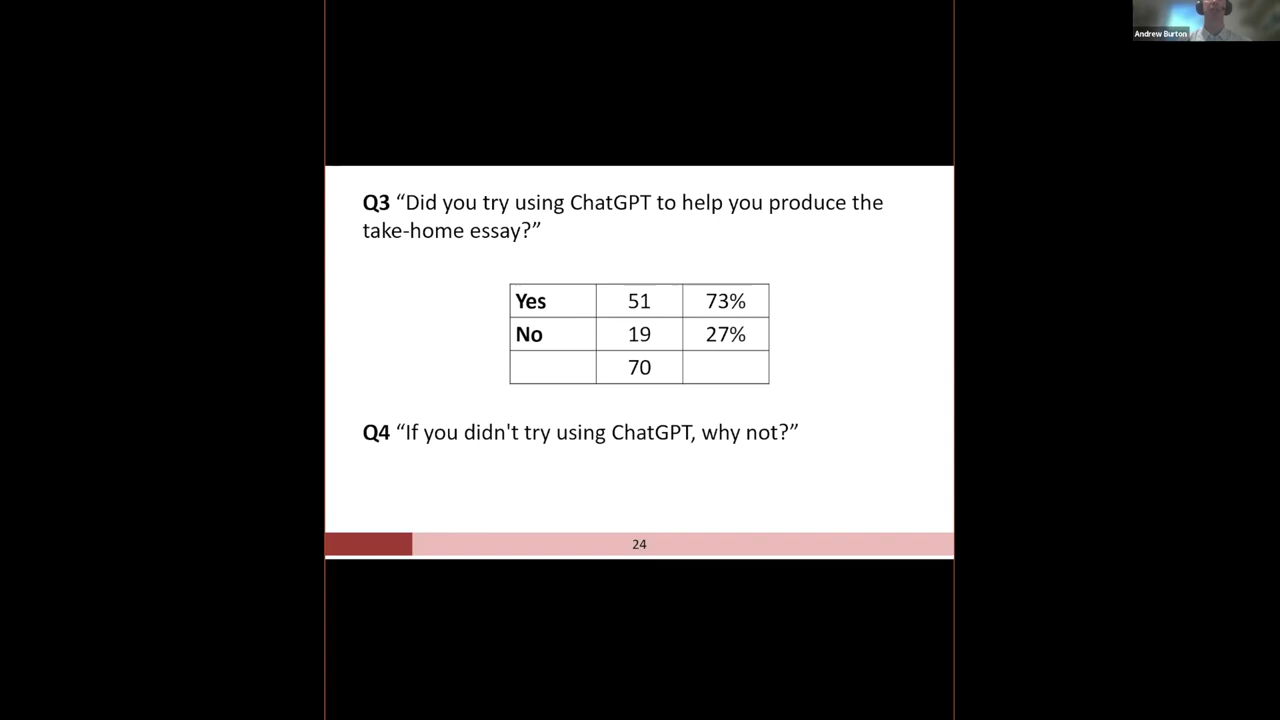 Andrew Burton
Q3 “Did you try using ChatGPT to help you produce the
take-home essay?”
Yes 51 73%
No 19 27%
70
Q4 “If you didn't try using ChatGPT, why not?”
24